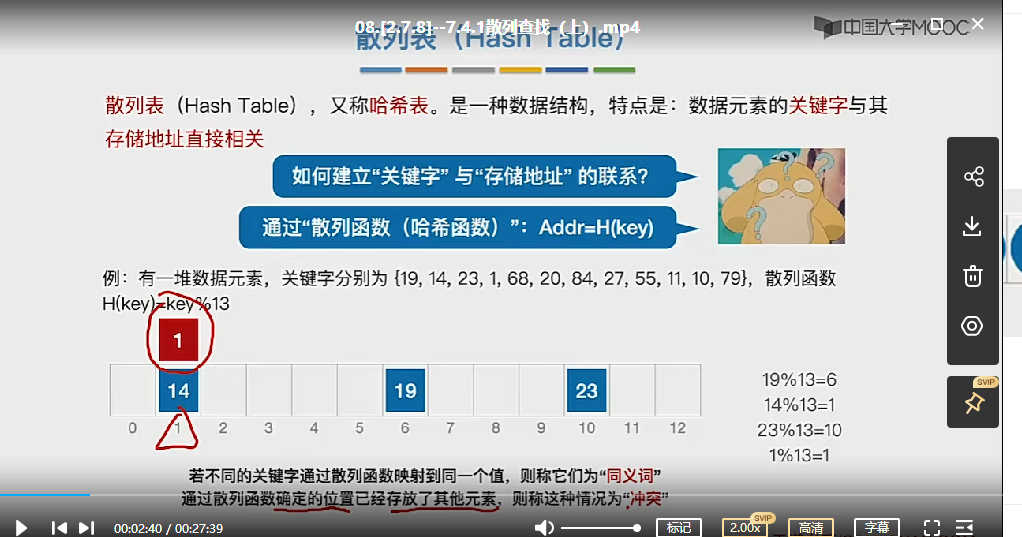 08.[2.7.8]--7.4.1散列查找（上）.mp4
中国大学MOOC
散列表（Hash Table）
散列表（Hash Table），又称哈希表。是一种数据结构，特点是：数据元素的关键字与其
存储地址直接相关
如何建立“关键字” 与“存储地址” 的联系？
通过“散列函数（哈希函数）”：Addr=H(key)
例：有一堆数据元素，关键字分别为 {19, 14, 23, 1, 68, 20, 84, 27, 55, 11, 10, 79}，散列函数
H(key)=key%13
1
14 19 23
0 1 2 3 4 5 6 7 8 9 10 11 12
19%13=6
14%13=1
23%13=10
1%13=1
若不同的关键字通过散列函数映射到同一个值，则称它们为“同义词”
通过散列函数确定的位置已经存放了其他元素，则称这种情况为“冲突”
SVIP
00:02:40 / 00:27:39
标记
2.00x
SVIP
高清
字幕